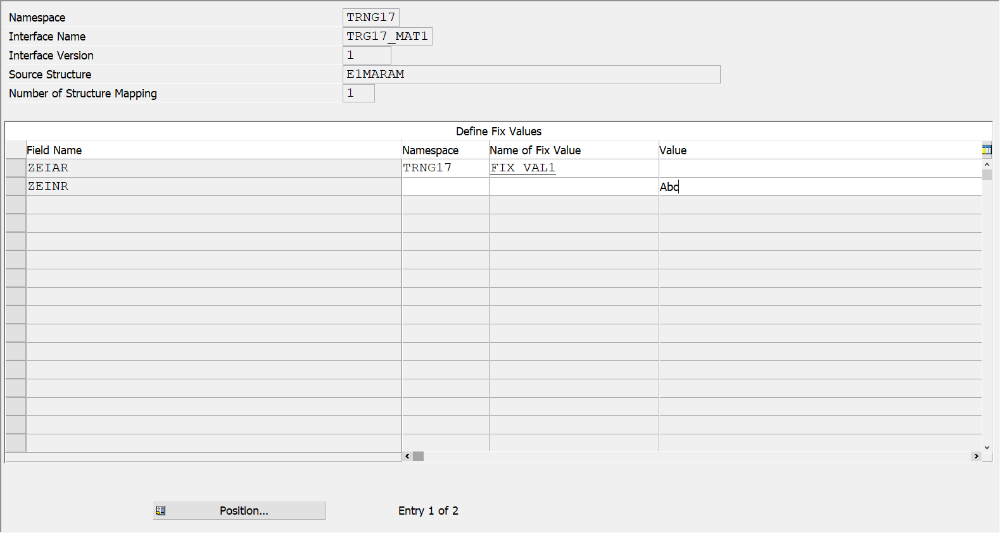 Namespace TRNG17
Interface Name TRG17_MAT1
Interface Version 1
Source Structure E1MARAM
Number of Structure Mapping 1
Define Fix Values
Field Name Namespace Name of Fix Value Value
ZEIAR TRNG17 FIX_VAL1
ZEINR Abc
Position... Entry 1 of 2